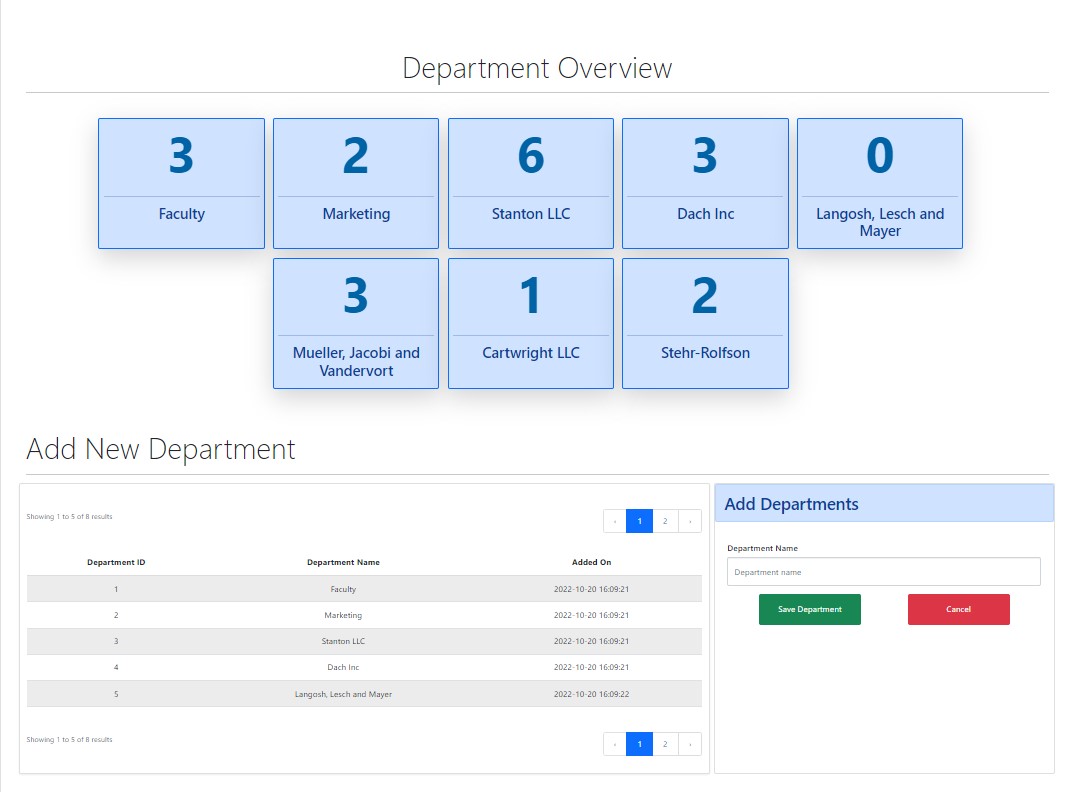 Department Overview
3
Faculty
2
Marketing
6
Stanton LLC
3
Dach Inc
0
Langosh, Lesch and
Mayer
3
Mueller, Jacobi and
Vandervort
1
Cartwright LLC
2
Stehr-Rolfson
Add New Department
Showing 1 to 5 of 8 results
‹ 1 2 ›
Department ID Department Name Added On
1 Faculty 2022-10-20 16:09:21
2 Marketing 2022-10-20 16:09:21
3 Stanton LLC 2022-10-20 16:09:21
4 Dach Inc 2022-10-20 16:09:21
5 Langosh, Lesch and Mayer 2022-10-20 16:09:22
Showing 1 to 5 of 8 results
‹ 1 2 ›
Add Departments
Department Name
Department name
Save Department Cancel